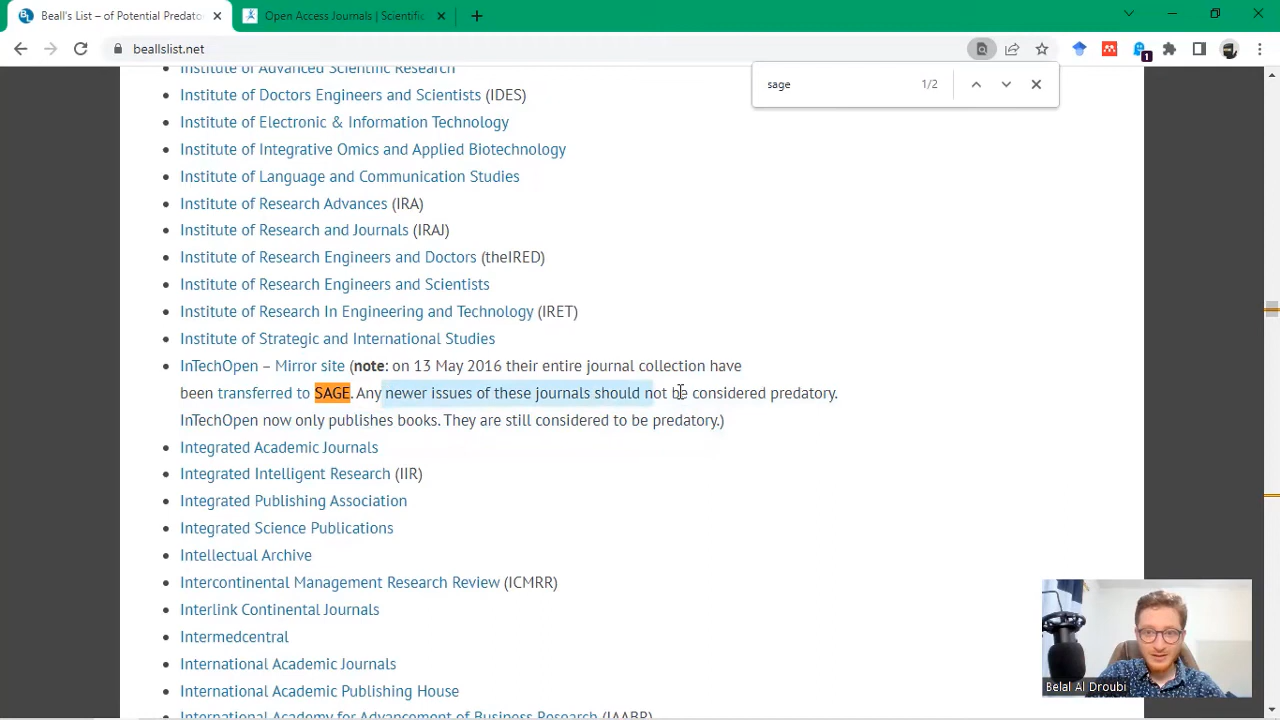 Beall's List – of Potential Predato
Open Access Journals | Scientific
beallslist.net
1
sage
1/2
Institute of Advanced Scientific Research
Institute of Doctors Engineers and Scientists (IDES)
Institute of Electronic & Information Technology
Institute of Integrative Omics and Applied Biotechnology
Institute of Language and Communication Studies
Institute of Research Advances (IRA)
Institute of Research and Journals (IRAJ)
Institute of Research Engineers and Doctors (theIRED)
Institute of Research Engineers and Scientists
Institute of Research In Engineering and Technology (IRET)
Institute of Strategic and International Studies
InTechOpen – Mirror site (note: on 13 May 2016 their entire journal collection have
been transferred to SAGE. Any newer issues of these journals should not be considered predatory.
InTechOpen now only publishes books. They are still considered to be predatory.)
Integrated Academic Journals
Integrated Intelligent Research (IIR)
Integrated Publishing Association
Integrated Science Publications
Intellectual Archive
Intercontinental Management Research Review (ICMRR)
Interlink Continental Journals
Intermedcentral
International Academic Journals
International Academic Publishing House
International Academy for Advancement of Business Research (IAABR)
Belal Al Droubi